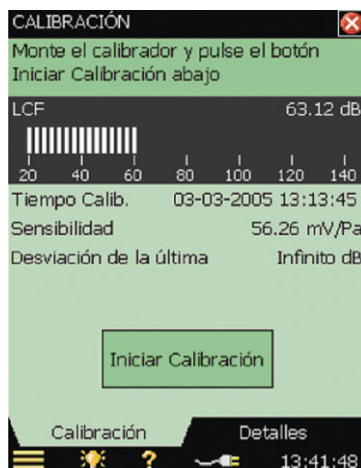 CALIBRACIÓN
Monte el calibrador y pulse el botón
Iniciar Calibración abajo
LCF 63.12 dB
20 40 60 80 100 120 140
Tiempo Calib. 03-03-2005 13:13:45
Sensibilidad 56.26 mV/Pa
Desviación de la última Infinito dB
Iniciar Calibración
Calibración Detalles
? 13:41:48